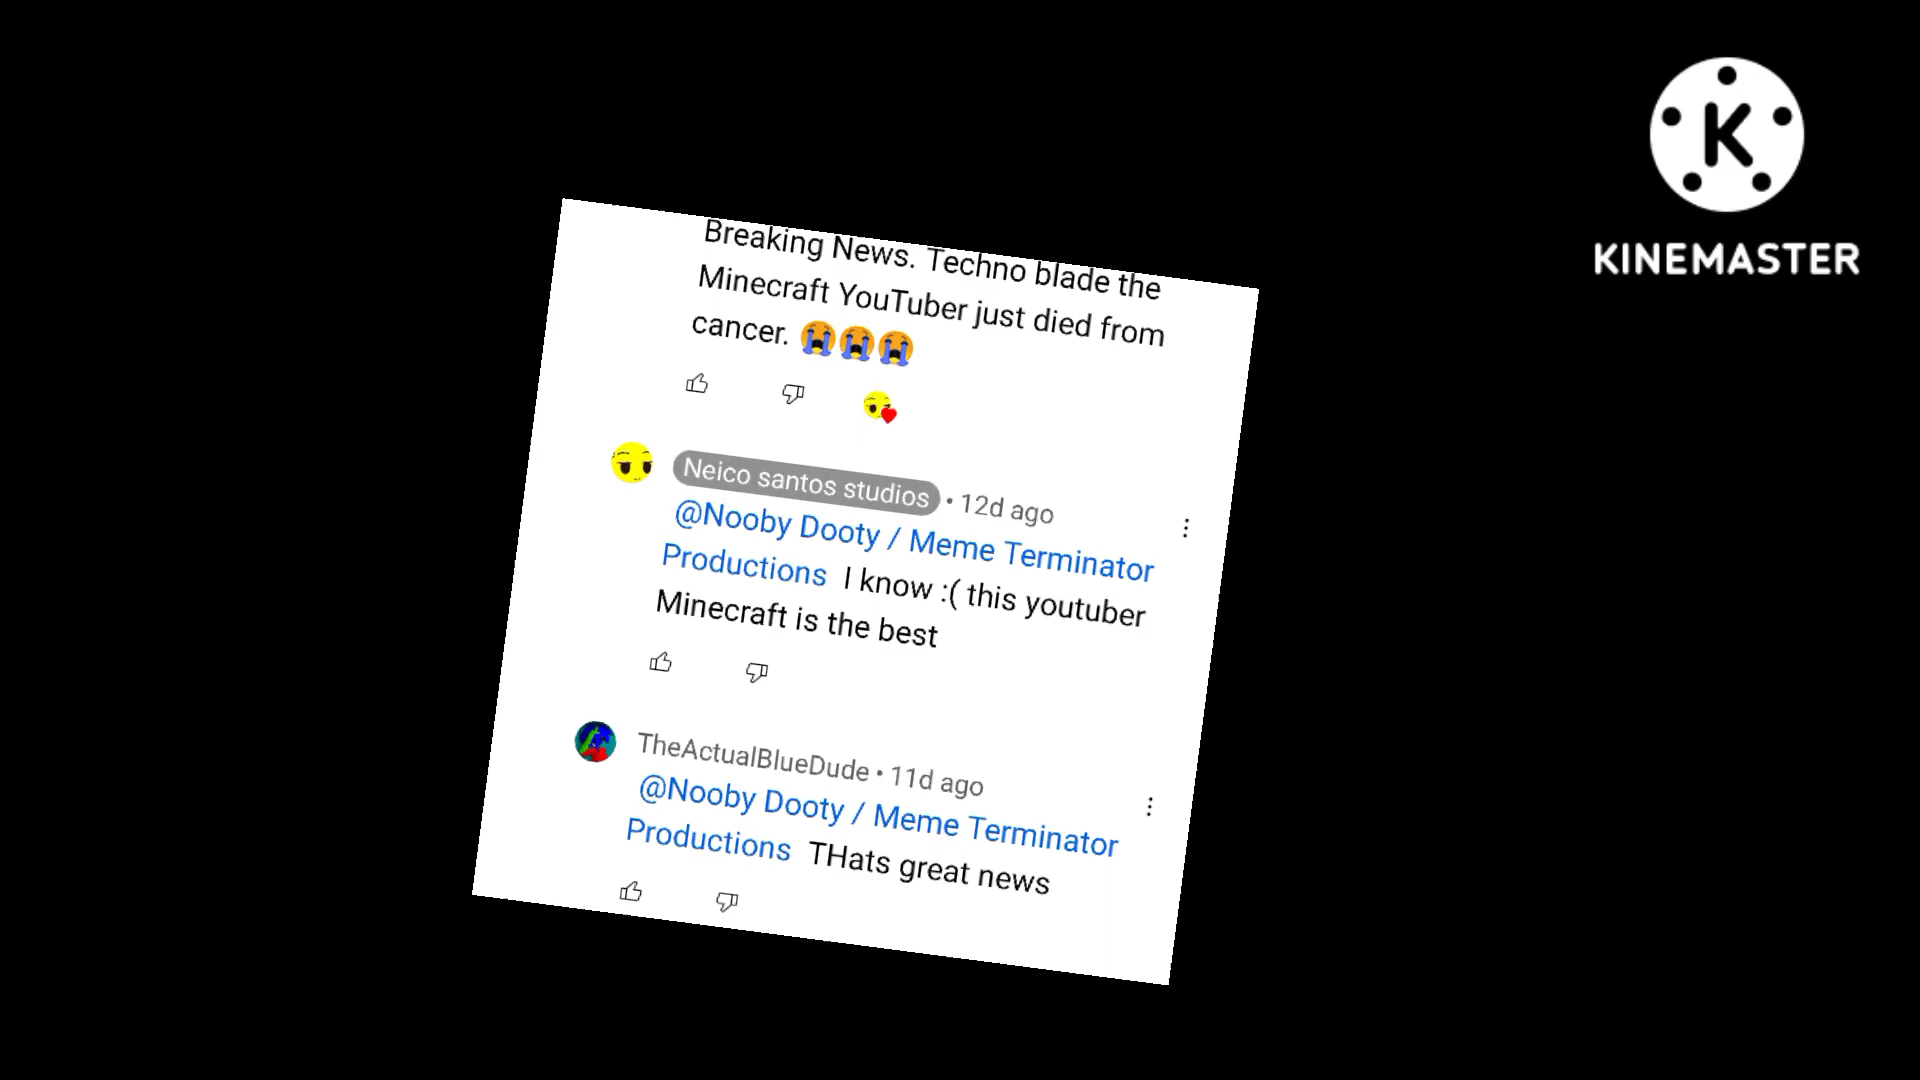 Breaking News. Techno blade the
Minecraft YouTuber just died from
cancer. 😭😭😭
Neico santos studios • 12d ago
@Nooby Dooty / Meme Terminator
Productions I know :( this youtuber
Minecraft is the best
TheActualBlueDude • 11d ago
@Nooby Dooty / Meme Terminator
Productions THats great news
K
KINEMASTER